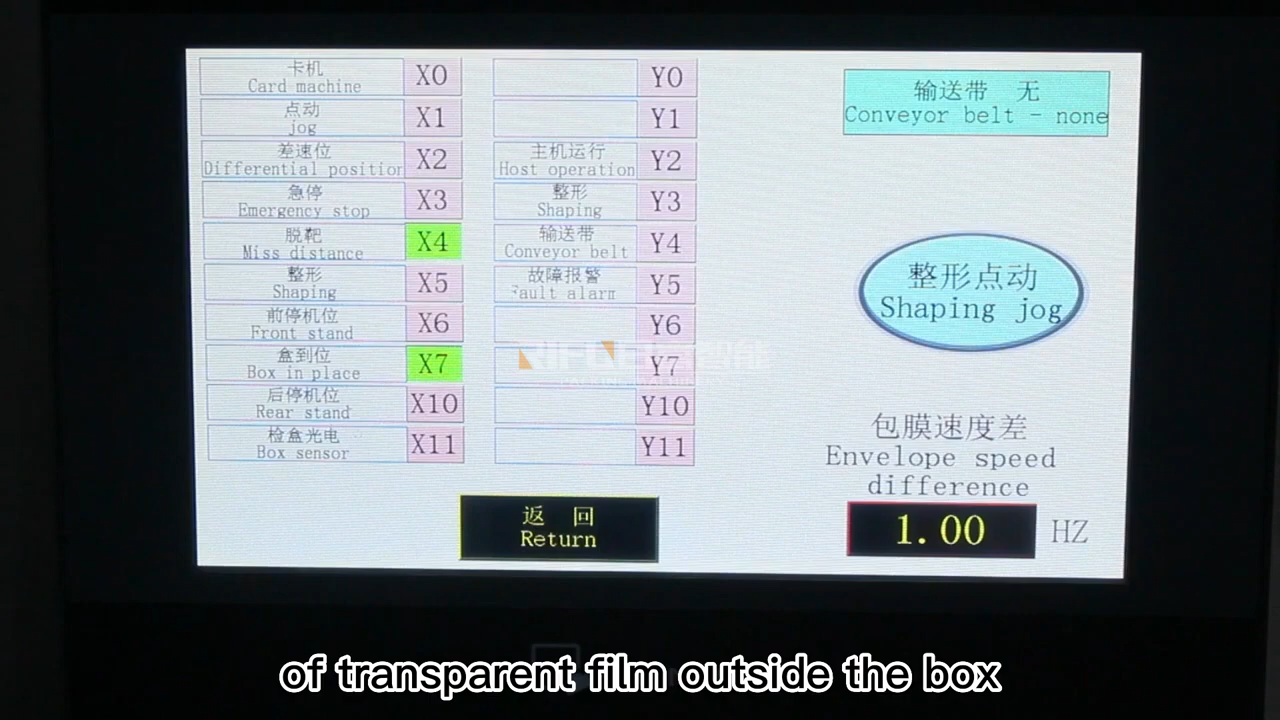 卡机
Card machine
X0
点动
jog
X1
差速位
Differential position
X2
急停
Emergency stop
X3
脱靶
Miss distance
X4
整形
Shaping
X5
前停机位
Front stand
X6
盒到位
Box in place
X7
后停机位
Rear stand
X10
检盒光电
Box sensor
X11
Y0
Y1
主机运行
Host operation
Y2
整形
Shaping
Y3
输送带
Conveyor belt
Y4
故障报警
Fault alarm
Y5
Y6
Y7
Y10
Y11
输送带 无
Conveyor belt - none
整形点动
Shaping jog
包膜速度差
Envelope speed
difference
1.00 HZ
返 回
Return
of transparent film outside the box